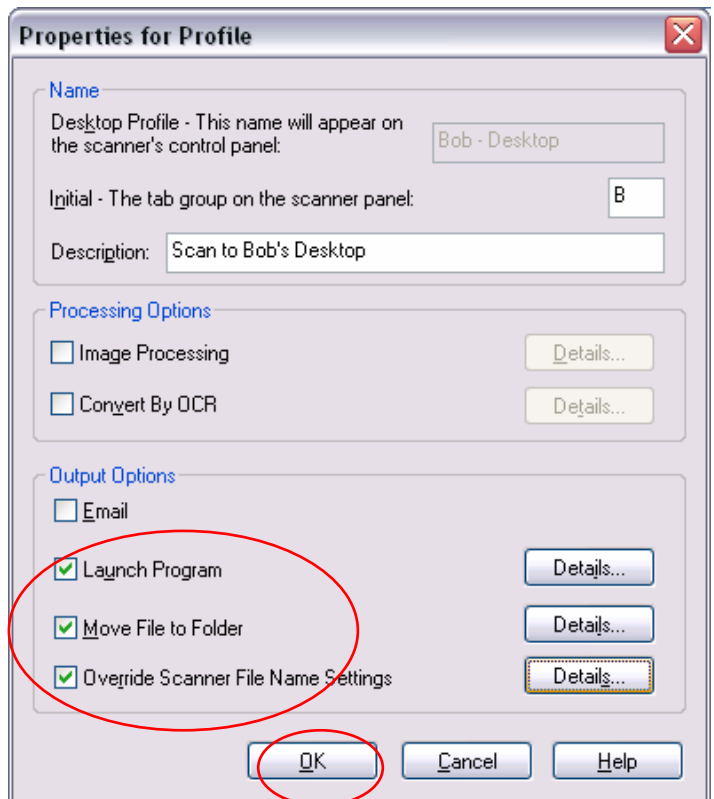 Properties for Profile
Name
Desktop Profile - This name will appear on
the scanner's control panel:
Bob - Desktop
Initial - The tab group on the scanner panel:
B
Description:
Scan to Bob's Desktop
Processing Options
Image Processing
Details...
Convert By OCR
Details...
Output Options
Email
Launch Program
Details...
Move File to Folder
Details...
Override Scanner File Name Settings
Details...
OK
Cancel
Help